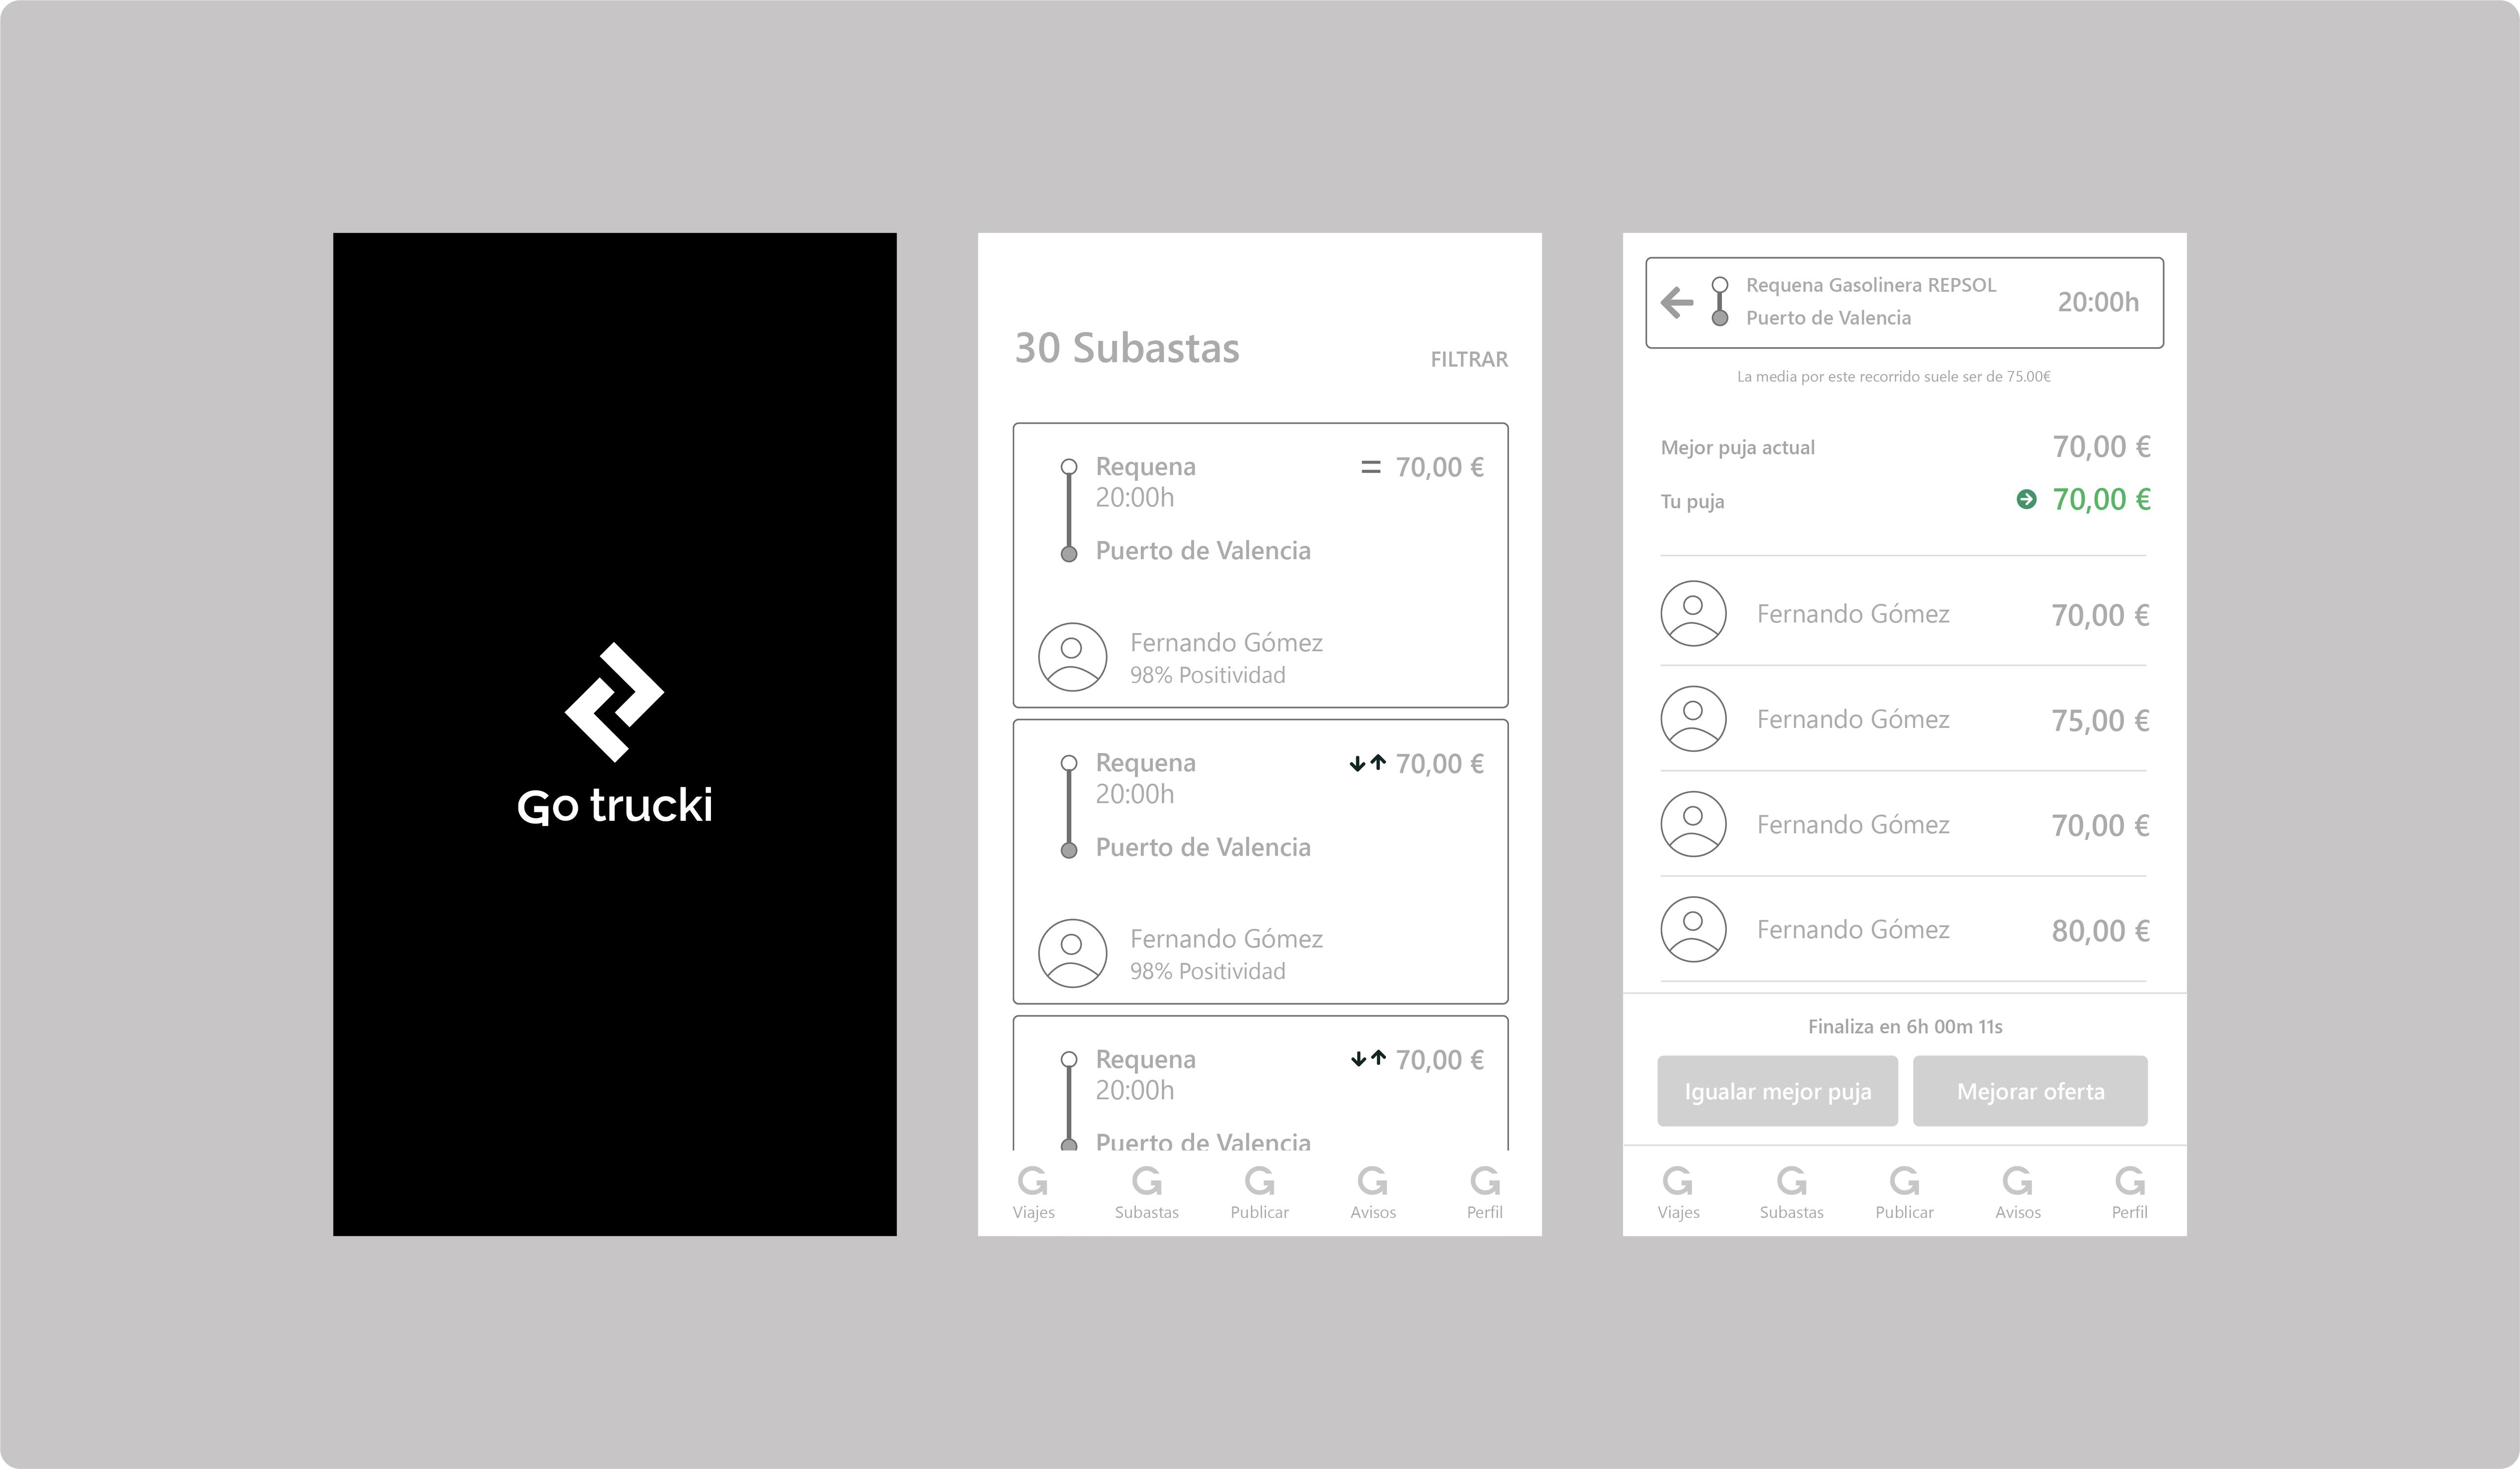 Go trucki
30 Subastas
FILTRAR
Requena
= 70,00 €
20:00h
Puerto de Valencia
Fernando Gómez
98% Positividad
Requena
70,00 €
20:00h
Puerto de Valencia
Fernando Gómez
98% Positividad
Requena
70,00 €
20:00h
Puerto de Valencia
G G G G G
Viajes Subastas Publicar Avisos Perfil
Requena Gasolinera REPSOL
Puerto de Valencia
20:00h
La media por este recorrido suele ser de 75.00€
Mejor puja actual 70,00 €
Tu puja 70,00 €
Fernando Gómez 70,00 €
Fernando Gómez 75,00 €
Fernando Gómez 70,00 €
Fernando Gómez 80,00 €
Finaliza en 6h 00m 11s
Igualar mejor puja Mejorar oferta
G G G G G
Viajes Subastas Publicar Avisos Perfil